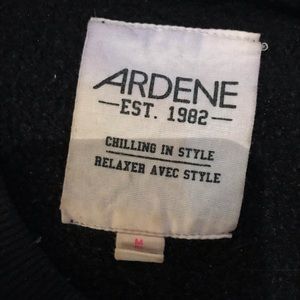 ARDENE
EST. 1982
CHILLING IN STYLE
RELAXER AVEC STYLE
M